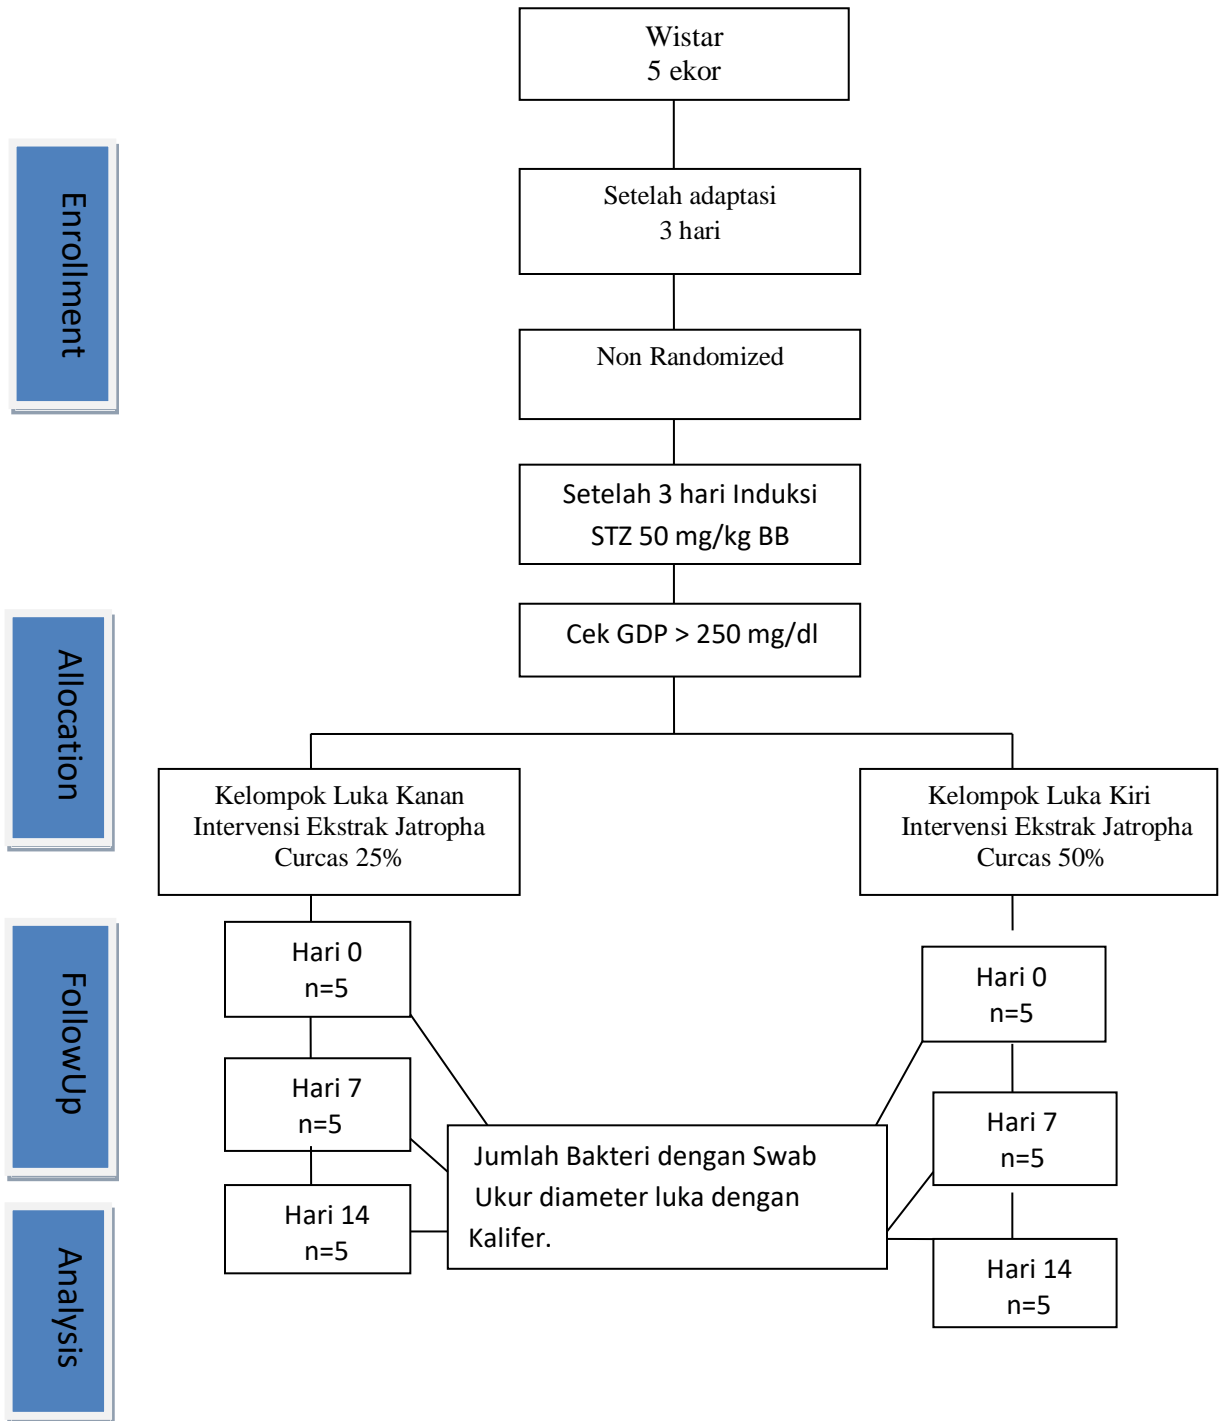 Wistar
5 ekor
Enrollment
Setelah adaptasi
3 hari
Non Randomized
Setelah 3 hari Induksi
STZ 50 mg/kg BB
Allocation
Cek GDP > 250 mg/dl
Kelompok Luka Kanan
Intervensi Ekstrak Jatropha
Curcas 25%
Kelompok Luka Kiri
Intervensi Ekstrak Jatropha
Curcas 50%
FollowUp
Hari 0
n=5
Hari 0
n=5
Hari 7
n=5
Hari 7
n=5
Jumlah Bakteri dengan Swab
Ukur diameter luka dengan
Kalifer.
Analysis
Hari 14
n=5
Hari 14
n=5